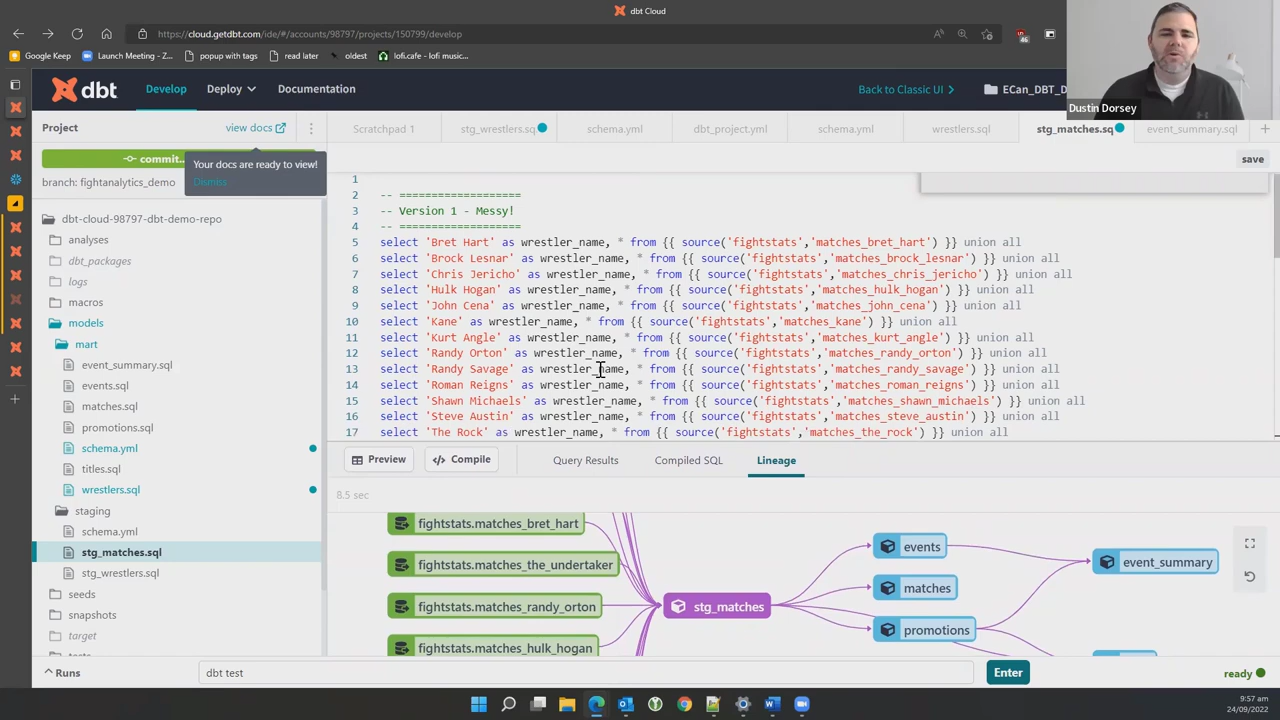 dbt Cloud
https://cloud.getdbt.com/ide/#/accounts/98797/projects/150799/develop
Google Keep
Launch Meeting - Z...
popup with tags
read later
oldest
lofi.cafe - lofi music...
46
dbt
Develop
Deploy
Documentation
Back to Classic UI
ECan_DBT_D
Dustin Dorsey
Project
view docs
Scratchpad 1
stg_wrestlers.sql
schema.yml
dbt_project.yml
schema.yml
wrestlers.sql
stg_matches.sql
event_summary.sql
commit...
Your docs are ready to view!
Dismiss
save
branch: fightanalytics_demo
dbt-cloud-98797-dbt-demo-repo
analyses
dbt_packages
logs
macros
models
mart
event_summary.sql
events.sql
matches.sql
promotions.sql
schema.yml
titles.sql
wrestlers.sql
staging
schema.yml
stg_matches.sql
stg_wrestlers.sql
seeds
snapshots
target
1
2 -- ===================
3 -- Version 1 - Messy!
4 -- ===================
5 select 'Bret Hart' as wrestler_name, * from {{ source('fightstats','matches_bret_hart') }} union all
6 select 'Brock Lesnar' as wrestler_name, * from {{ source('fightstats','matches_brock_lesnar') }} union all
7 select 'Chris Jericho' as wrestler_name, * from {{ source('fightstats','matches_chris_jericho') }} union all
8 select 'Hulk Hogan' as wrestler_name, * from {{ source('fightstats','matches_hulk_hogan') }} union all
9 select 'John Cena' as wrestler_name, * from {{ source('fightstats','matches_john_cena') }} union all
10 select 'Kane' as wrestler_name, * from {{ source('fightstats','matches_kane') }} union all
11 select 'Kurt Angle' as wrestler_name, * from {{ source('fightstats','matches_kurt_angle') }} union all
12 select 'Randy Orton' as wrestler_name, * from {{ source('fightstats','matches_randy_orton') }} union all
13 select 'Randy Savage' as wrestler_name, * from {{ source('fightstats','matches_randy_savage') }} union all
14 select 'Roman Reigns' as wrestler_name, * from {{ source('fightstats','matches_roman_reigns') }} union all
15 select 'Shawn Michaels' as wrestler_name, * from {{ source('fightstats','matches_shawn_michaels') }} union all
16 select 'Steve Austin' as wrestler_name, * from {{ source('fightstats','matches_steve_austin') }} union all
17 select 'The Rock' as wrestler_name, * from {{ source('fightstats','matches_the_rock') }} union all
Preview
Compile
Query Results
Compiled SQL
Lineage
8.5 sec
fightstats.matches_bret_hart
fightstats.matches_the_undertaker
fightstats.matches_randy_orton
fightstats.matches_hulk_hogan
stg_matches
events
matches
promotions
event_summary
Runs
dbt test
Enter
ready
9:57 am
24/09/2022